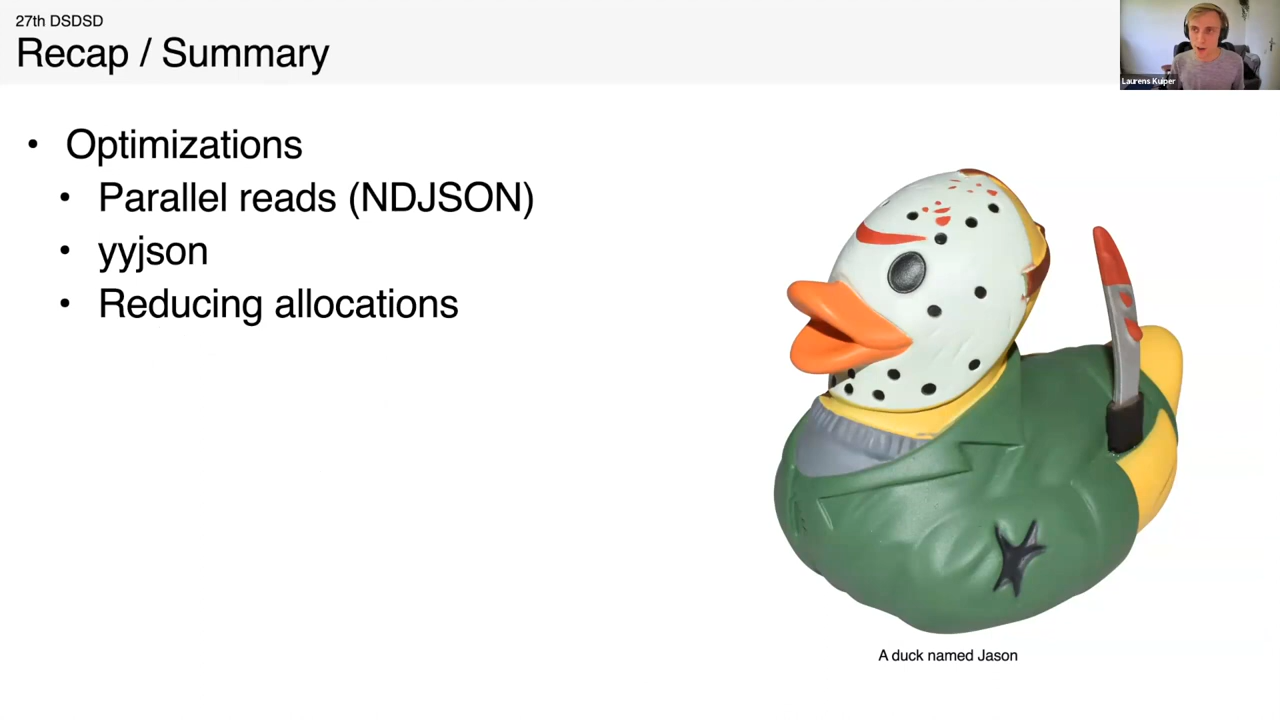 27th DSDSD
Recap / Summary
Laurens Kuiper
• Optimizations
• Parallel reads (NDJSON)
• yyjson
• Reducing allocations
A duck named Jason